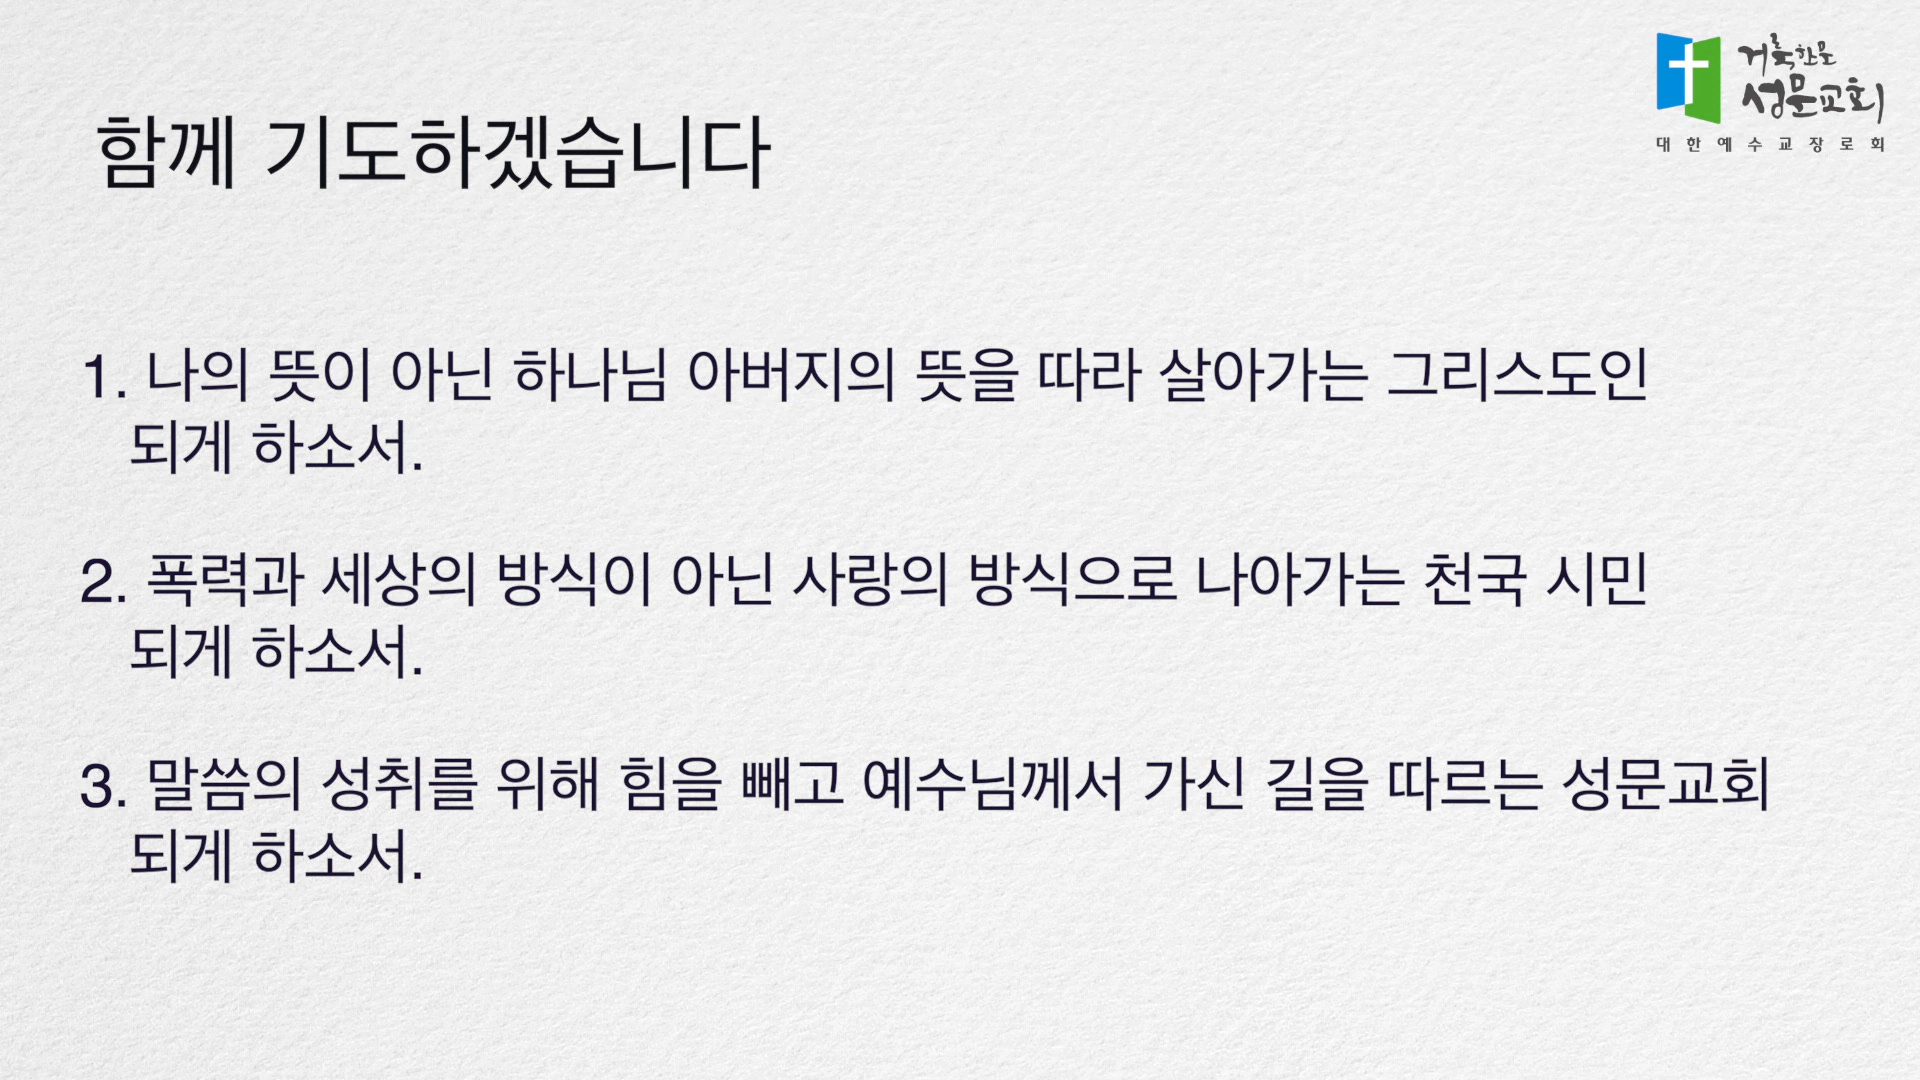 거룩한문
성문교회
대한예수교장로회
함께 기도하겠습니다
1. 나의 뜻이 아닌 하나님 아버지의 뜻을 따라 살아가는 그리스도인
되게 하소서.
2. 폭력과 세상의 방식이 아닌 사랑의 방식으로 나아가는 천국 시민
되게 하소서.
3. 말씀의 성취를 위해 힘을 빼고 예수님께서 가신 길을 따르는 성문교회
되게 하소서.